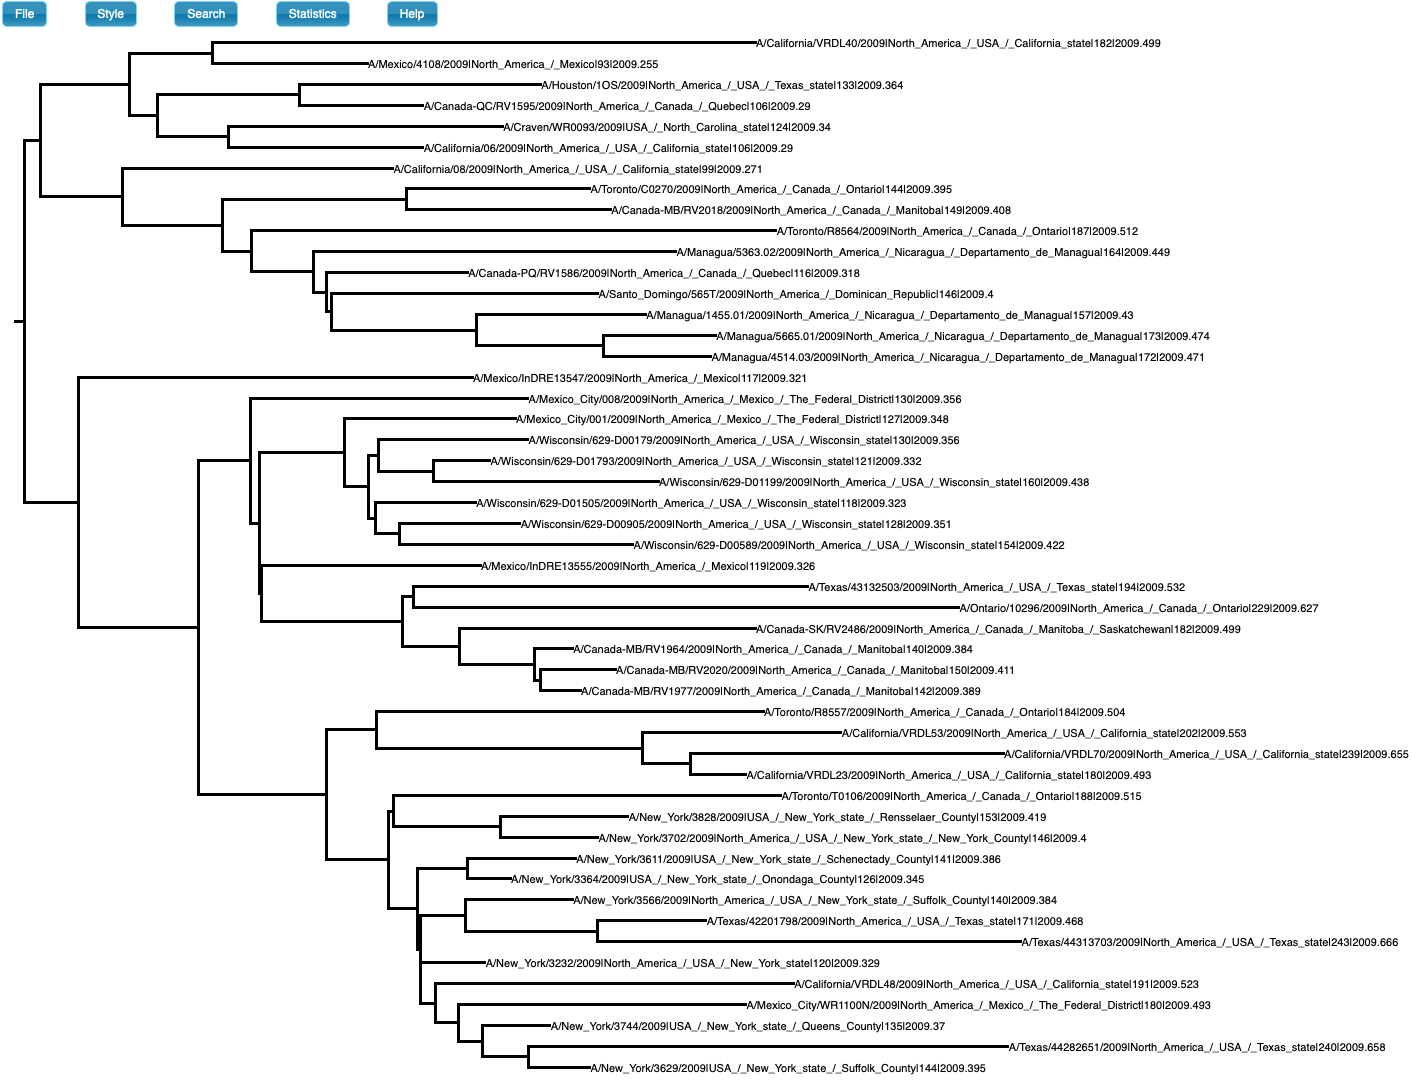 File Style Search Statistics Help
A/California/VRDL40/2009|North_America_/_USA_/_California_state|182|2009.499
A/Mexico/4108/2009|North_America_/_Mexico|93|2009.255
A/Houston/1OS/2009|North_America_/_USA_/_Texas_state|133|2009.364
A/Canada-QC/RV1595/2009|North_America_/_Canada_/_Quebec|106|2009.29
A/Craven/WR0093/2009|USA_/_North_Carolina_state|124|2009.34
A/California/06/2009|North_America_/_USA_/_California_state|106|2009.29
A/California/08/2009|North_America_/_USA_/_California_state|99|2009.271
A/Toronto/C0270/2009|North_America_/_Canada_/_Ontario|144|2009.395
A/Canada-MB/RV2018/2009|North_America_/_Canada_/_Manitoba|149|2009.408
A/Toronto/R8564/2009|North_America_/_Canada_/_Ontario|187|2009.512
A/Managua/5363.02/2009|North_America_/_Nicaragua_/_Departamento_de_Managua|164|2009.449
A/Canada-PQ/RV1586/2009|North_America_/_Canada_/_Quebec|116|2009.318
A/Santo_Domingo/565T/2009|North_America_/_Dominican_Republic|146|2009.4
A/Managua/1455.01/2009|North_America_/_Nicaragua_/_Departamento_de_Managua|157|2009.43
A/Managua/5665.01/2009|North_America_/_Nicaragua_/_Departamento_de_Managua|173|2009.474
A/Managua/4514.03/2009|North_America_/_Nicaragua_/_Departamento_de_Managua|172|2009.471
A/Mexico/InDRE13547/2009|North_America_/_Mexico|117|2009.321
A/Mexico_City/008/2009|North_America_/_Mexico_/_The_Federal_District|130|2009.356
A/Mexico_City/001/2009|North_America_/_Mexico_/_The_Federal_District|127|2009.348
A/Wisconsin/629-D00179/2009|North_America_/_USA_/_Wisconsin_state|130|2009.356
A/Wisconsin/629-D01793/2009|North_America_/_USA_/_Wisconsin_state|121|2009.332
A/Wisconsin/629-D01199/2009|North_America_/_USA_/_Wisconsin_state|160|2009.438
A/Wisconsin/629-D01505/2009|North_America_/_USA_/_Wisconsin_state|118|2009.323
A/Wisconsin/629-D00905/2009|North_America_/_USA_/_Wisconsin_state|128|2009.351
A/Wisconsin/629-D00589/2009|North_America_/_USA_/_Wisconsin_state|154|2009.422
A/Mexico/InDRE13555/2009|North_America_/_Mexico|119|2009.326
A/Texas/43132503/2009|North_America_/_USA_/_Texas_state|194|2009.532
A/Ontario/10296/2009|North_America_/_Canada_/_Ontario|229|2009.627
A/Canada-SK/RV2486/2009|North_America_/_Canada_/_Manitoba_/_Saskatchewan|182|2009.499
A/Canada-MB/RV1964/2009|North_America_/_Canada_/_Manitoba|140|2009.384
A/Canada-MB/RV2020/2009|North_America_/_Canada_/_Manitoba|150|2009.411
A/Canada-MB/RV1977/2009|North_America_/_Canada_/_Manitoba|142|2009.389
A/Toronto/R8557/2009|North_America_/_Canada_/_Ontario|184|2009.504
A/California/VRDL53/2009|North_America_/_USA_/_California_state|202|2009.553
A/California/VRDL70/2009|North_America_/_USA_/_California_state|239|2009.655
A/California/VRDL23/2009|North_America_/_USA_/_California_state|180|2009.493
A/Toronto/T0106/2009|North_America_/_Canada_/_Ontario|188|2009.515
A/New_York/3828/2009|USA_/_New_York_state_/_Rensselaer_County|153|2009.419
A/New_York/3702/2009|North_America_/_USA_/_New_York_state_/_New_York_County|146|2009.4
A/New_York/3611/2009|USA_/_New_York_state_/_Schenectady_County|141|2009.386
A/New_York/3364/2009|USA_/_New_York_state_/_Onondaga_County|126|2009.345
A/New_York/3566/2009|North_America_/_USA_/_New_York_state_/_Suffolk_County|140|2009.384
A/Texas/42201798/2009|North_America_/_USA_/_Texas_state|171|2009.468
A/Texas/44313703/2009|North_America_/_USA_/_Texas_state|243|2009.666
A/New_York/3232/2009|North_America_/_USA_/_New_York_state|120|2009.329
A/California/VRDL48/2009|North_America_/_USA_/_California_state|191|2009.523
A/Mexico_City/WR1100N/2009|North_America_/_Mexico_/_The_Federal_District|180|2009.493
A/New_York/3744/2009|USA_/_New_York_state_/_Queens_County|135|2009.37
A/Texas/44282651/2009|North_America_/_USA_/_Texas_state|240|2009.658
A/New_York/3629/2009|USA_/_New_York_state_/_Suffolk_County|144|2009.395